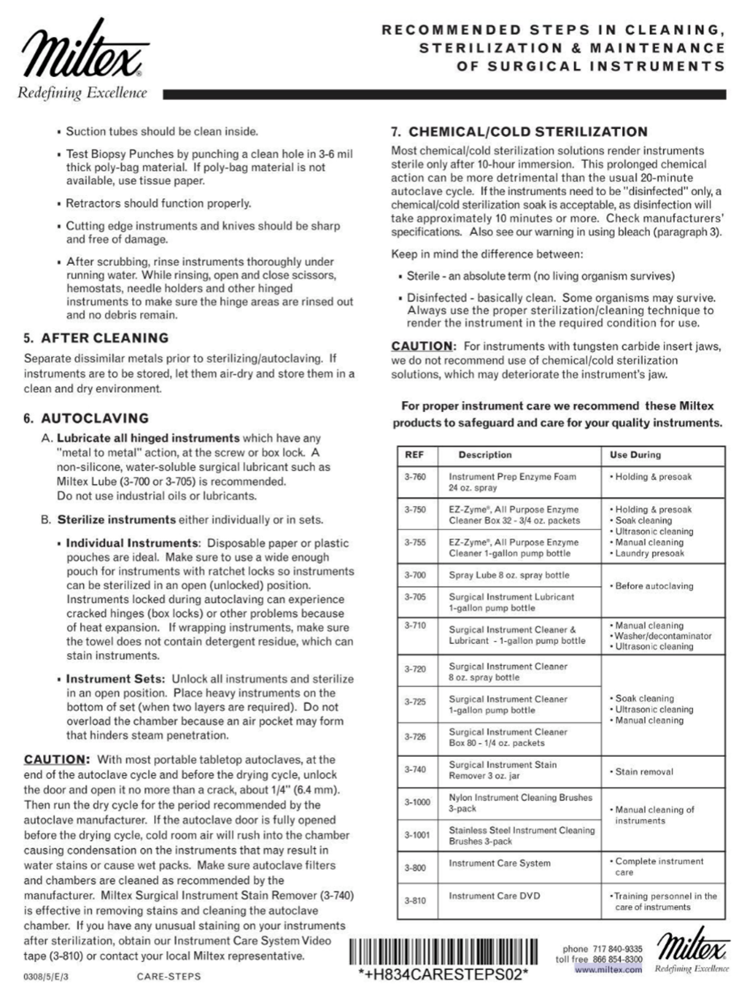 Miltex®
Redefining Excellence
RECOMMENDED STEPS IN CLEANING,
STERILIZATION & MAINTENANCE
OF SURGICAL INSTRUMENTS
▪ Suction tubes should be clean inside.
▪ Test Biopsy Punches by punching a clean hole in 3-6 mil
thick poly-bag material. If poly-bag material is not
available, use tissue paper.
▪ Retractors should function properly.
▪ Cutting edge instruments and knives should be sharp
and free of damage.
▪ After scrubbing, rinse instruments thoroughly under
running water. While rinsing, open and close scissors,
hemostats, needle holders and other hinged
instruments to make sure the hinge areas are rinsed out
and no debris remain.
5. AFTER CLEANING
Separate dissimilar metals prior to sterilizing/autoclaving. If
instruments are to be stored, let them air-dry and store them in a
clean and dry environment.
6. AUTOCLAVING
A. Lubricate all hinged instruments which have any
"metal to metal" action, at the screw or box lock. A
non-silicone, water-soluble surgical lubricant such as
Miltex Lube (3-700 or 3-705) is recommended.
Do not use industrial oils or lubricants.
B. Sterilize instruments either individually or in sets.
▪ Individual Instruments: Disposable paper or plastic
pouches are ideal. Make sure to use a wide enough
pouch for instruments with ratchet locks so instruments
can be sterilized in an open (unlocked) position.
Instruments locked during autoclaving can experience
cracked hinges (box locks) or other problems because
of heat expansion. If wrapping instruments, make sure
the towel does not contain detergent residue, which can
stain instruments.
▪ Instrument Sets: Unlock all instruments and sterilize
in an open position. Place heavy instruments on the
bottom of set (when two layers are required). Do not
overload the chamber because an air pocket may form
that hinders steam penetration.
CAUTION: With most portable tabletop autoclaves, at the
end of the autoclave cycle and before the drying cycle, unlock
the door and open it no more than a crack, about 1/4" (6.4 mm).
Then run the dry cycle for the period recommended by the
autoclave manufacturer. If the autoclave door is fully opened
before the drying cycle, cold room air will rush into the chamber
causing condensation on the instruments that may result in
water stains or cause wet packs. Make sure autoclave filters
and chambers are cleaned as recommended by the
manufacturer. Miltex Surgical Instrument Stain Remover (3-740)
is effective in removing stains and cleaning the autoclave
chamber. If you have any unusual staining on your instruments
after sterilization, obtain our Instrument Care System Video
tape (3-810) or contact your local Miltex representative.
0308/5/E/3 CARE-STEPS
7. CHEMICAL/COLD STERILIZATION
Most chemical/cold sterilization solutions render instruments
sterile only after 10-hour immersion. This prolonged chemical
action can be more detrimental than the usual 20-minute
autoclave cycle. If the instruments need to be "disinfected" only, a
chemical/cold sterilization soak is acceptable, as disinfection will
take approximately 10 minutes or more. Check manufacturers'
specifications. Also see our warning in using bleach (paragraph 3).
Keep in mind the difference between:
▪ Sterile - an absolute term (no living organism survives)
▪ Disinfected - basically clean. Some organisms may survive.
Always use the proper sterilization/cleaning technique to
render the instrument in the required condition for use.
CAUTION: For instruments with tungsten carbide insert jaws,
we do not recommend use of chemical/cold sterilization
solutions, which may deteriorate the instrument's jaw.
For proper instrument care we recommend these Miltex
products to safeguard and care for your quality instruments.
REF Description Use During
3-760 Instrument Prep Enzyme Foam • Holding & presoak
24 oz. spray
3-750 EZ-Zyme®, All Purpose Enzyme • Holding & presoak
Cleaner Box 32 - 3/4 oz. packets • Soak cleaning
• Ultrasonic cleaning
3-755 EZ-Zyme®, All Purpose Enzyme • Manual cleaning
Cleaner 1-gallon pump bottle • Laundry presoak
3-700 Spray Lube 8 oz. spray bottle
• Before autoclaving
3-705 Surgical Instrument Lubricant
1-gallon pump bottle
3-710 Surgical Instrument Cleaner & • Manual cleaning
Lubricant - 1-gallon pump bottle • Washer/decontaminator
• Ultrasonic cleaning
3-720 Surgical Instrument Cleaner
8 oz. spray bottle
3-725 Surgical Instrument Cleaner • Soak cleaning
1-gallon pump bottle • Ultrasonic cleaning
• Manual cleaning
3-726 Surgical Instrument Cleaner
Box 80 - 1/4 oz. packets
3-740 Surgical Instrument Stain • Stain removal
Remover 3 oz. jar
3-1000 Nylon Instrument Cleaning Brushes
3-pack • Manual cleaning of
instruments
3-1001 Stainless Steel Instrument Cleaning
Brushes 3-pack
3-800 Instrument Care System • Complete instrument
care
3-810 Instrument Care DVD • Training personnel in the
care of instruments
*+H834CARESTEPS02*
phone 717 840-9335
toll free 866 854-8300
www.miltex.com
Miltex®
Redefining Excellence